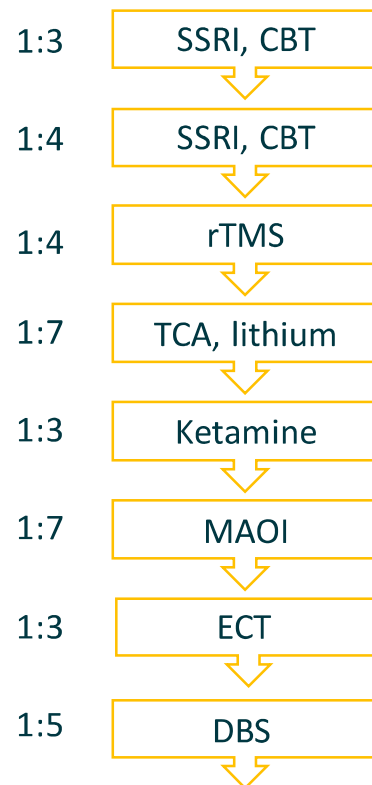 1:3 SSRI, CBT
1:4 SSRI, CBT
1:4 rTMS
1:7 TCA, lithium
1:3 Ketamine
1:7 MAOI
1:3 ECT
1:5 DBS